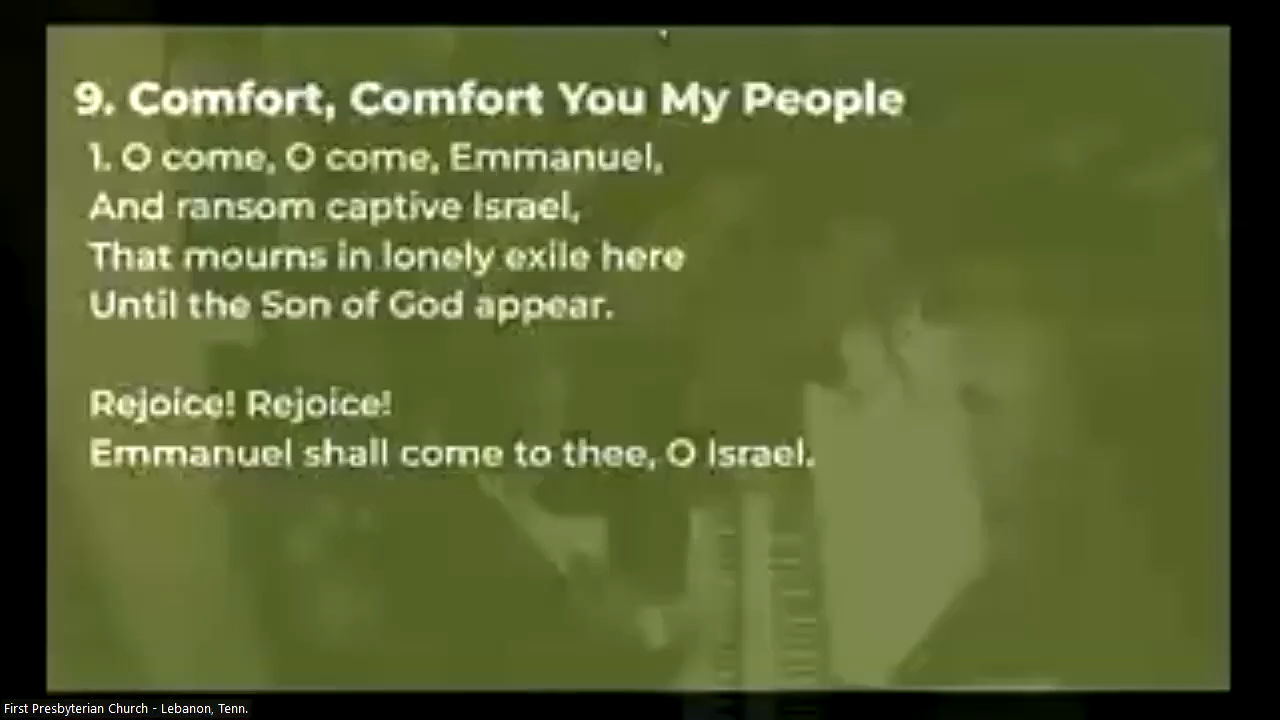 9. Comfort, Comfort You My People
1. O come, O come, Emmanuel,
And ransom captive Israel,
That mourns in lonely exile here
Until the Son of God appear.
Rejoice! Rejoice!
Emmanuel shall come to thee, O Israel.
First Presbyterian Church - Lebanon, Tenn.